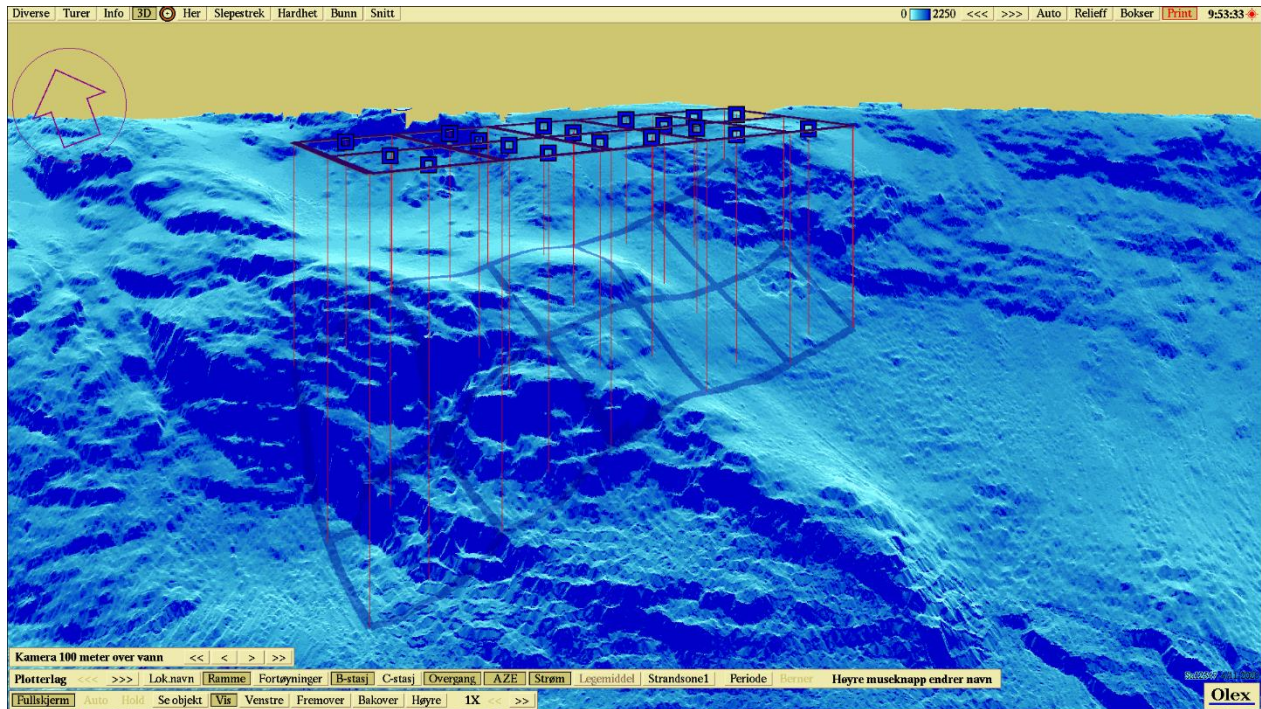 Diverse Turer Info 3D Her Slepestrek Hardhet Bunn Snitt 0 2250 <<< >>> Auto Relieff Bokser Print 9:53:33
Kamera 100 meter over vann << < > >>
Plotterlag <<< >>> Lok.navn Ramme Fortøyninger B-stasj C-stasj Overgang AZE Strøm Legemiddel Strandsone1 Periode Berner Høyre museknapp endrer navn
Fullskjerm Auto Hold Se objekt Vis Venstre Fremover Bakover Høyre 1X << >>
Olex